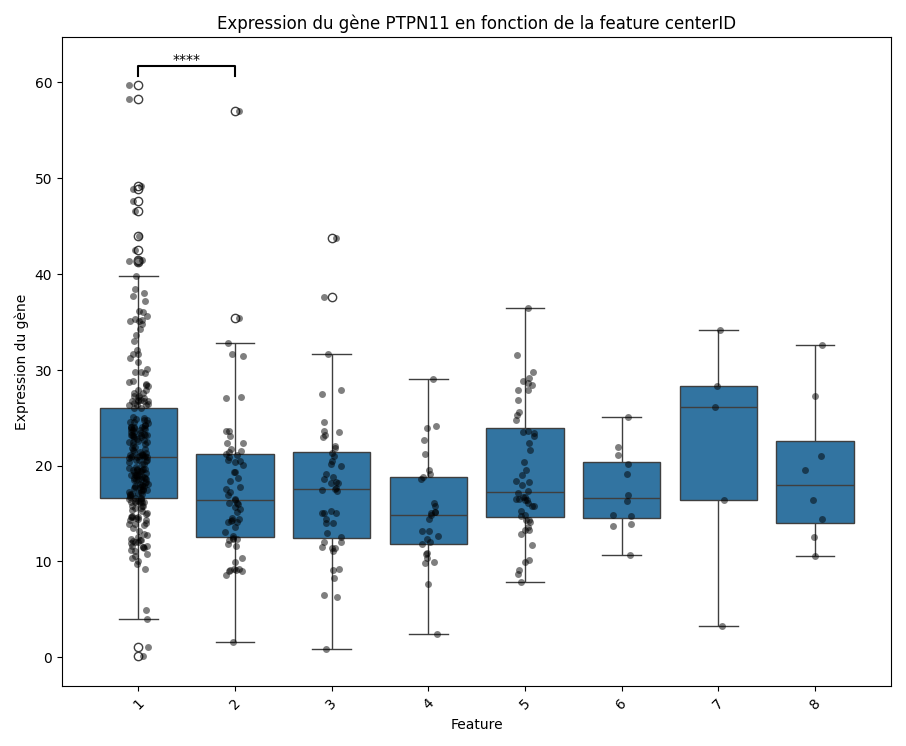 Expression du gène PTPN11 en fonction de la feature centerID
****
Expression du gène
60
50
40
30
20
10
0
1 2 3 4 5 6 7 8
Feature